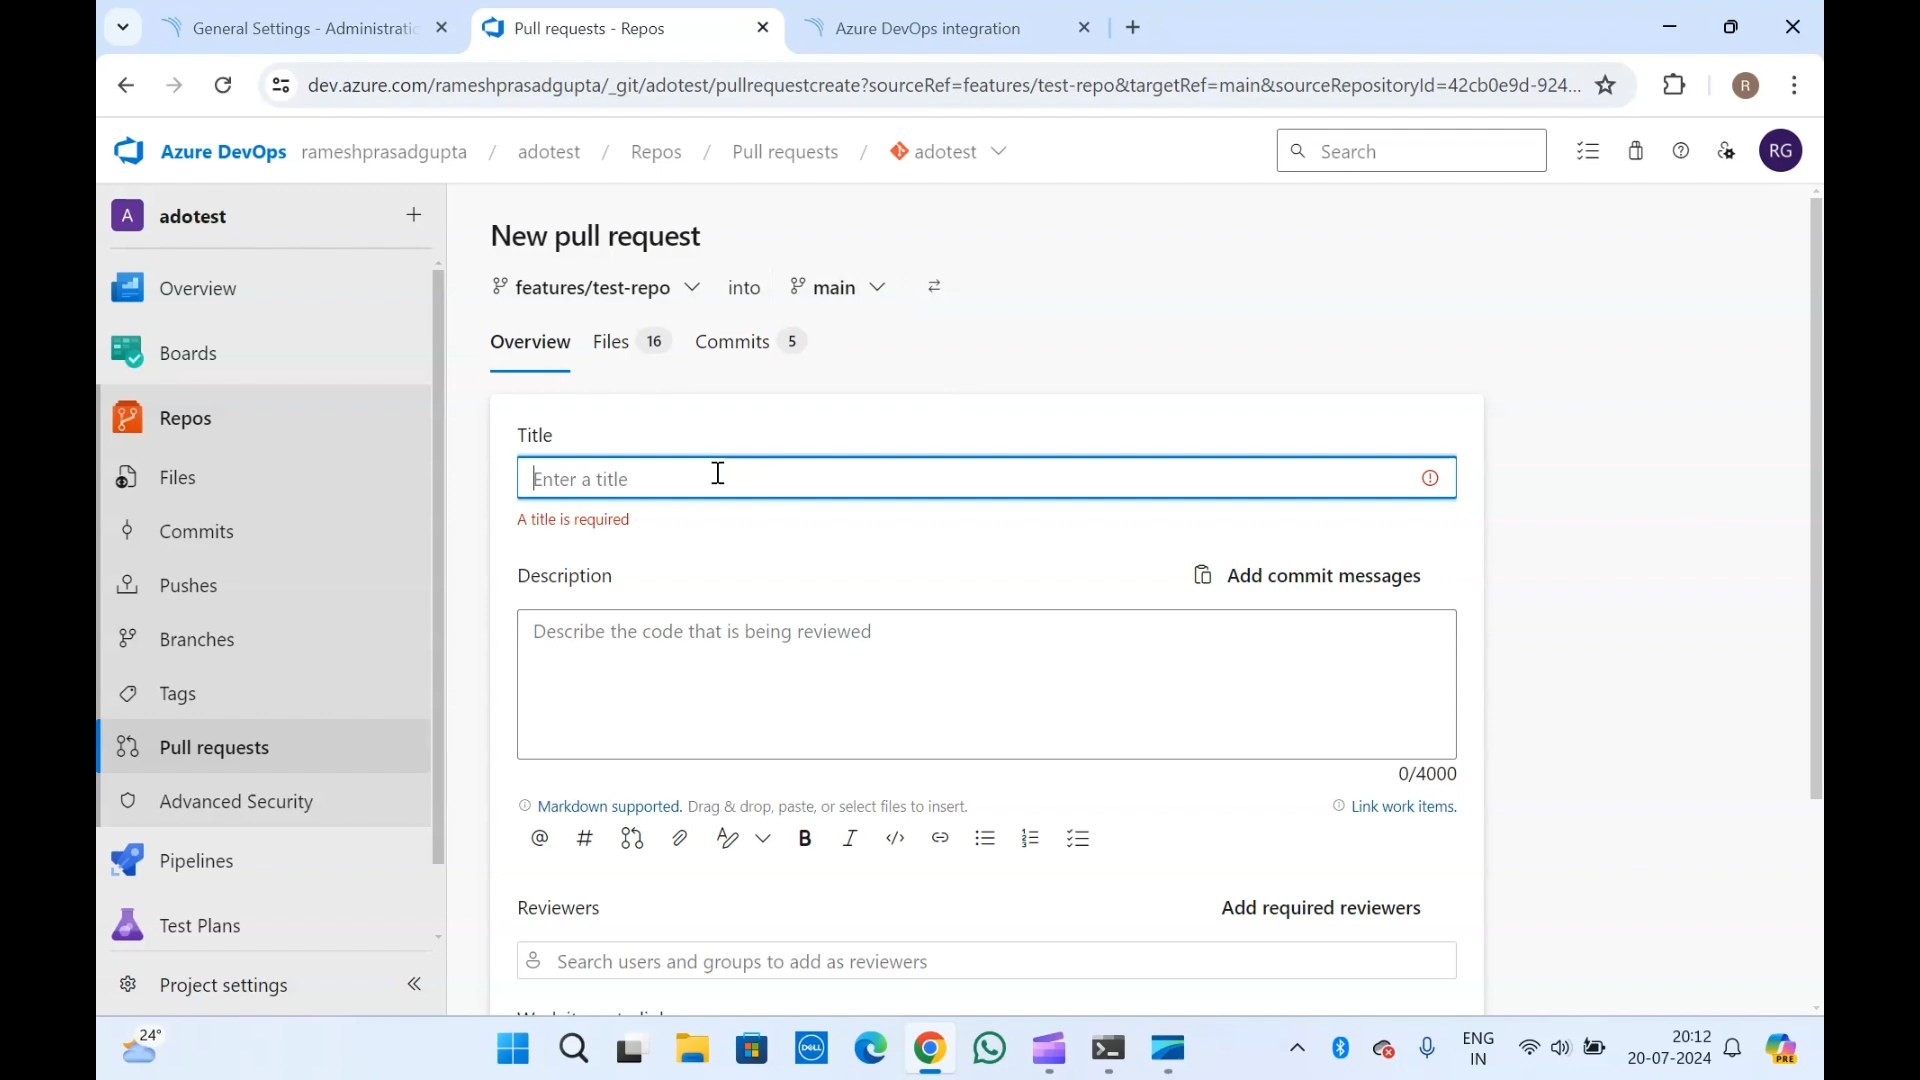 General Settings - Administratic
Pull requests - Repos
Azure DevOps integration
dev.azure.com/rameshprasadgupta/_git/adotest/pullrequestcreate?sourceRef=features/test-repo&targetRef=main&sourceRepositoryId=42cb0e9d-924...
R
Azure DevOps rameshprasadgupta / adotest / Repos / Pull requests / adotest
Search
RG
A adotest
Overview
Boards
Repos
Files
Commits
Pushes
Branches
Tags
Pull requests
Advanced Security
Pipelines
Test Plans
Project settings
New pull request
features/test-repo into main
Overview Files 16 Commits 5
Title
Enter a title
A title is required
Description Add commit messages
Describe the code that is being reviewed
0/4000
Markdown supported. Drag & drop, paste, or select files to insert. Link work items.
Reviewers Add required reviewers
Search users and groups to add as reviewers
24°
DELL
ENG
IN
20:12
20-07-2024
PRE